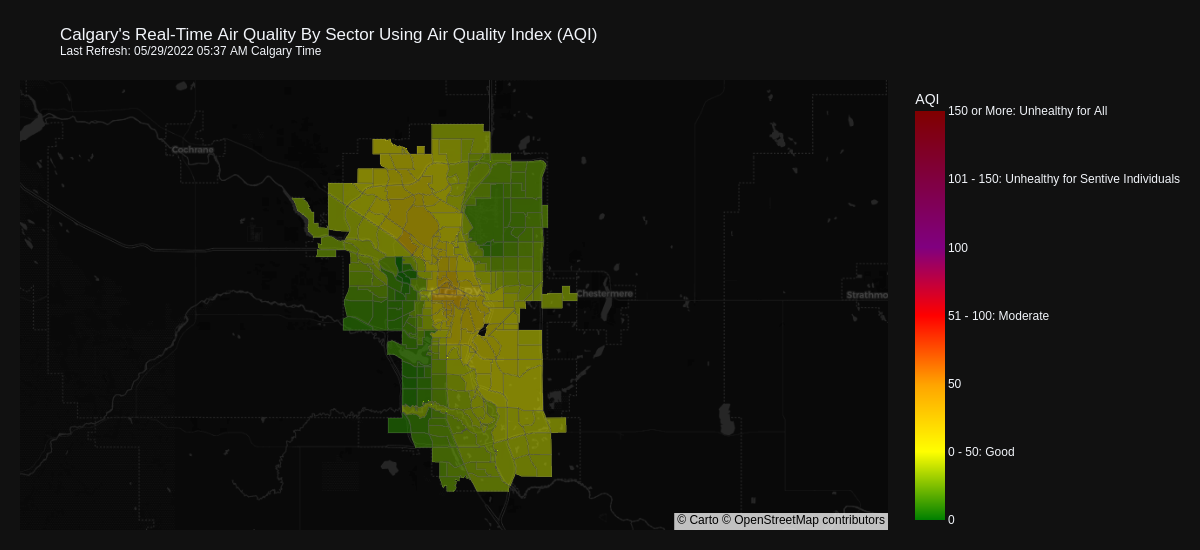 Calgary's Real-Time Air Quality By Sector Using Air Quality Index (AQI)
Last Refresh: 05/29/2022 05:37 AM Calgary Time
AQI
150 or More: Unhealthy for All
Cochrane
101 - 150: Unhealthy for Sentive Individuals
100
Chestermere
Strathmo
51 - 100: Moderate
50
0 - 50: Good
0
© Carto © OpenStreetMap contributors